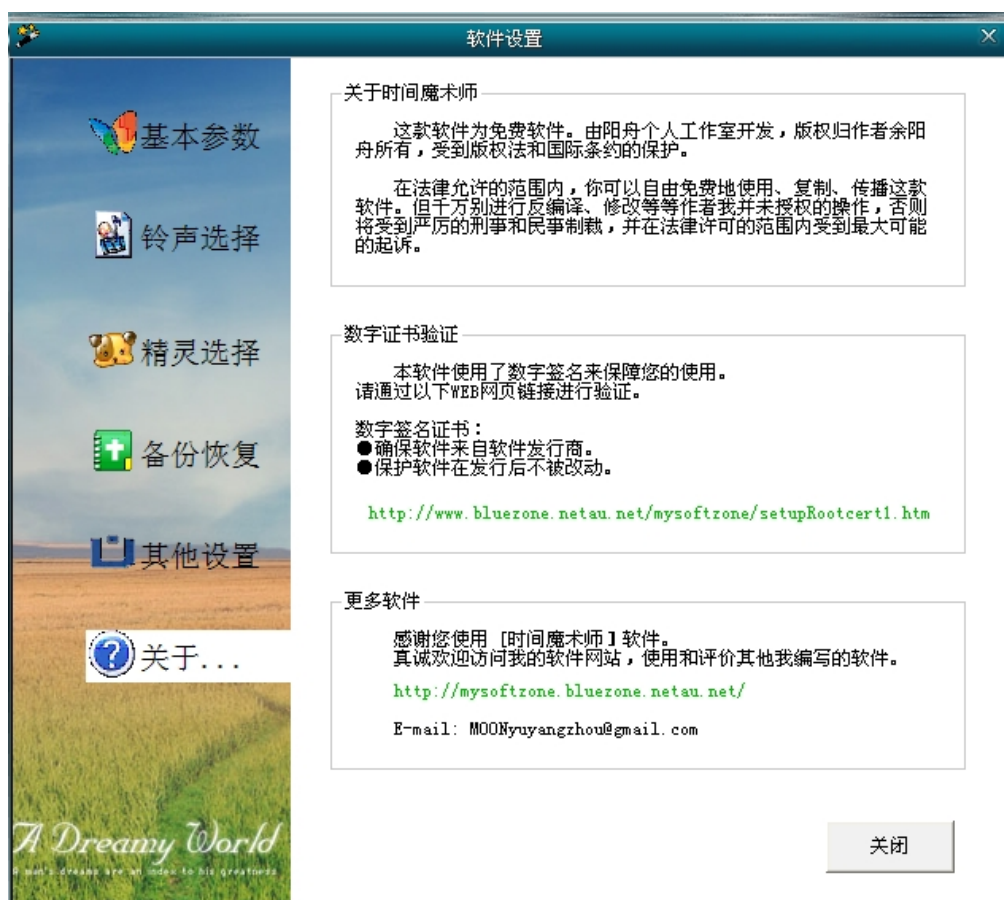 软件设置
基本参数
铃声选择
精灵选择
备份恢复
其他设置
关于...
A Dreamy World
A man's dreams are an index to his greatness
关于时间魔术师
这款软件为免费软件。由阳舟个人工作室开发，版权归作者余阳
舟所有，受到版权法和国际条约的保护。
在法律允许的范围内，你可以自由免费地使用、复制、传播这款
软件。但千万别进行反编译、修改等等作者我并未授权的操作，否则
将受到严厉的刑事和民事制裁，并在法律许可的范围内受到最大可能
的起诉。
数字证书验证
本软件使用了数字签名来保障您的使用。
请通过以下WEB网页链接进行验证。
数字签名证书：
●确保软件来自软件发行商。
●保护软件在发行后不被改动。
http://www.bluezone.netau.net/mysoftzone/setupRootcert1.htm
更多软件
感谢您使用 [时间魔术师] 软件。
真诚欢迎访问我的软件网站，使用和评价其他我编写的软件。
http://mysoftzone.bluezone.netau.net/
E-mail: MOONyuyangzhou@gmail.com
关闭